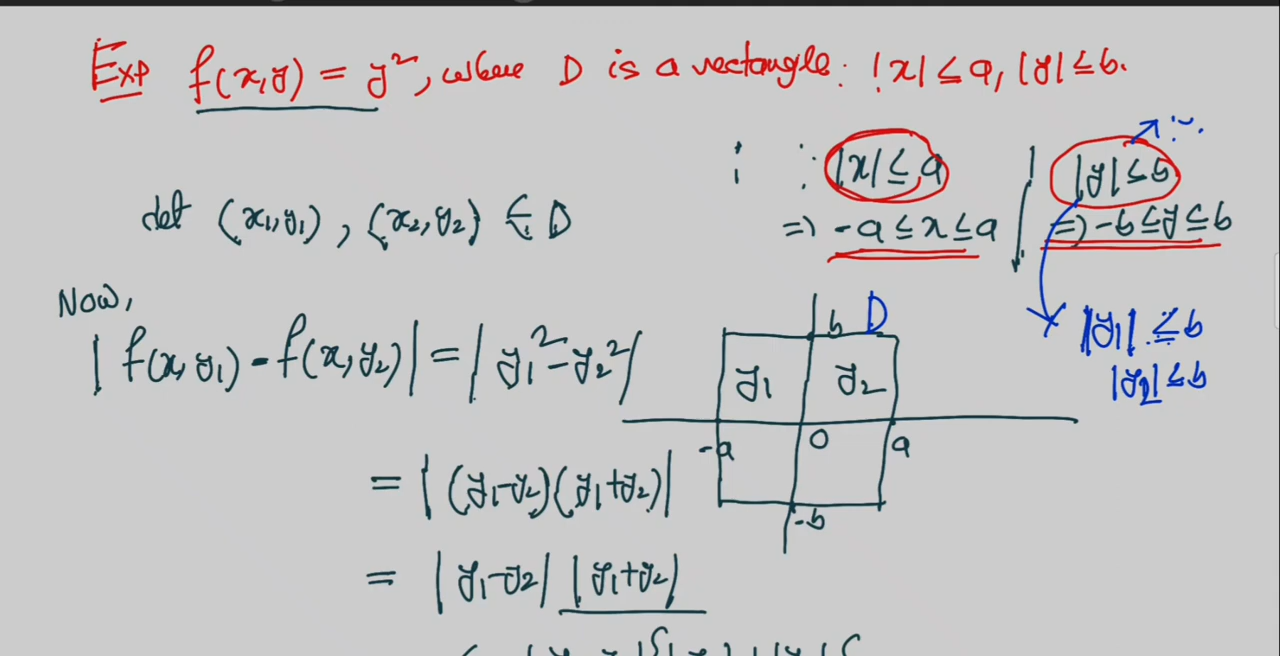 Exp f(x,y) = y², where D is a rectangle: |x| ≤ a, |y| ≤ b.
∵ |x| ≤ a
|y| ≤ b
⇒ -a ≤ x ≤ a
⇒ -b ≤ y ≤ b
let (x₁,y₁), (x₂,y₂) ∈ D
Now,
|f(x,y₁) - f(x,y₂)| = |y₁² - y₂²|
b D
y₁ y₂
-a 0 a
-b
|y₁| ≤ b
|y₂| ≤ b
= |(y₁-y₂)(y₁+y₂)|
= |y₁-y₂| |y₁+y₂|